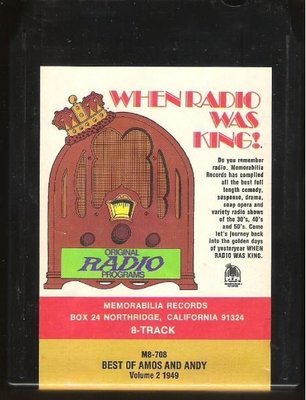 WHEN RADIO
WAS
KING!
Do you remember
radio. Memorabilia
Records has compiled
all the best full
length comedy,
suspense, drama,
soap opera and
variety radio shows
of the 30's, 40's
and 50's. Come
let's journey back
into the golden days
of yesteryear WHEN
RADIO WAS KING.
ORIGINAL
RADIO
PROGRAMS
MEMORABILIA RECORDS
BOX 24 NORTHRIDGE, CALIFORNIA 91324
8-TRACK
M8-708
BEST OF AMOS AND ANDY
Volume 2 1949